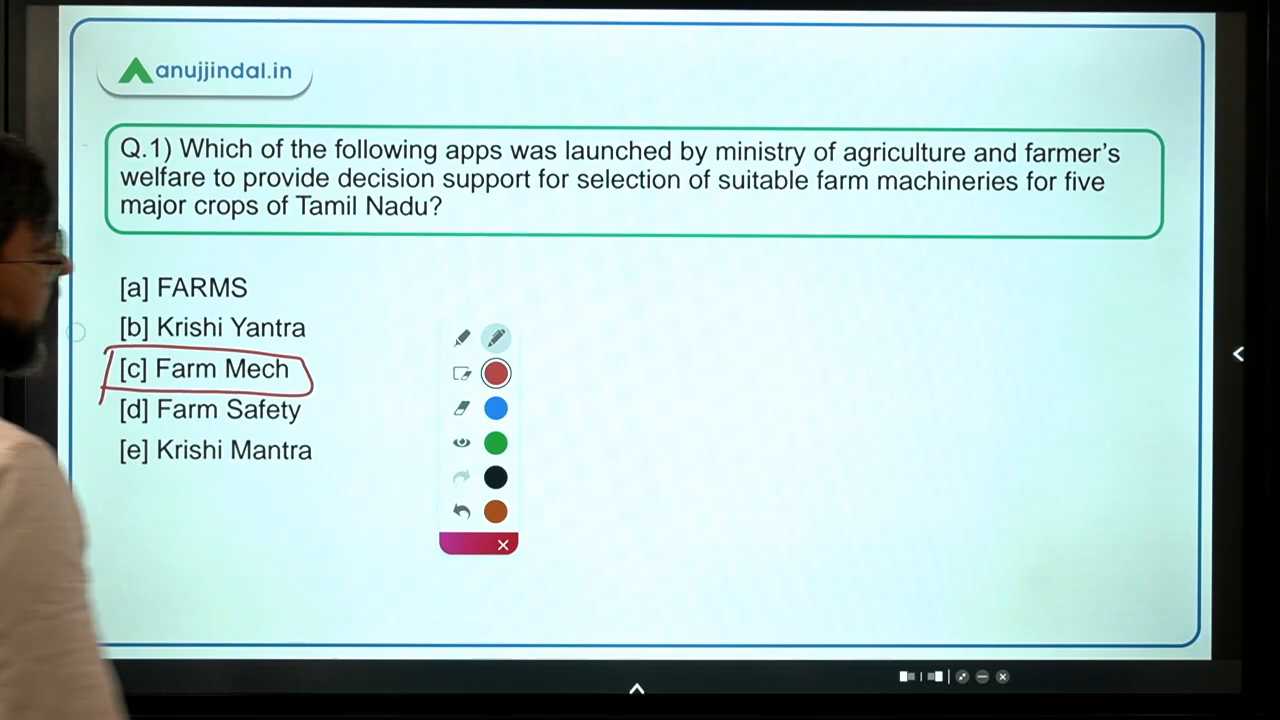 anujjindal.in
Q.1) Which of the following apps was launched by ministry of agriculture and farmer's
welfare to provide decision support for selection of suitable farm machineries for five
major crops of Tamil Nadu?
[a] FARMS
[b] Krishi Yantra
[c] Farm Mech
[d] Farm Safety
[e] Krishi Mantra